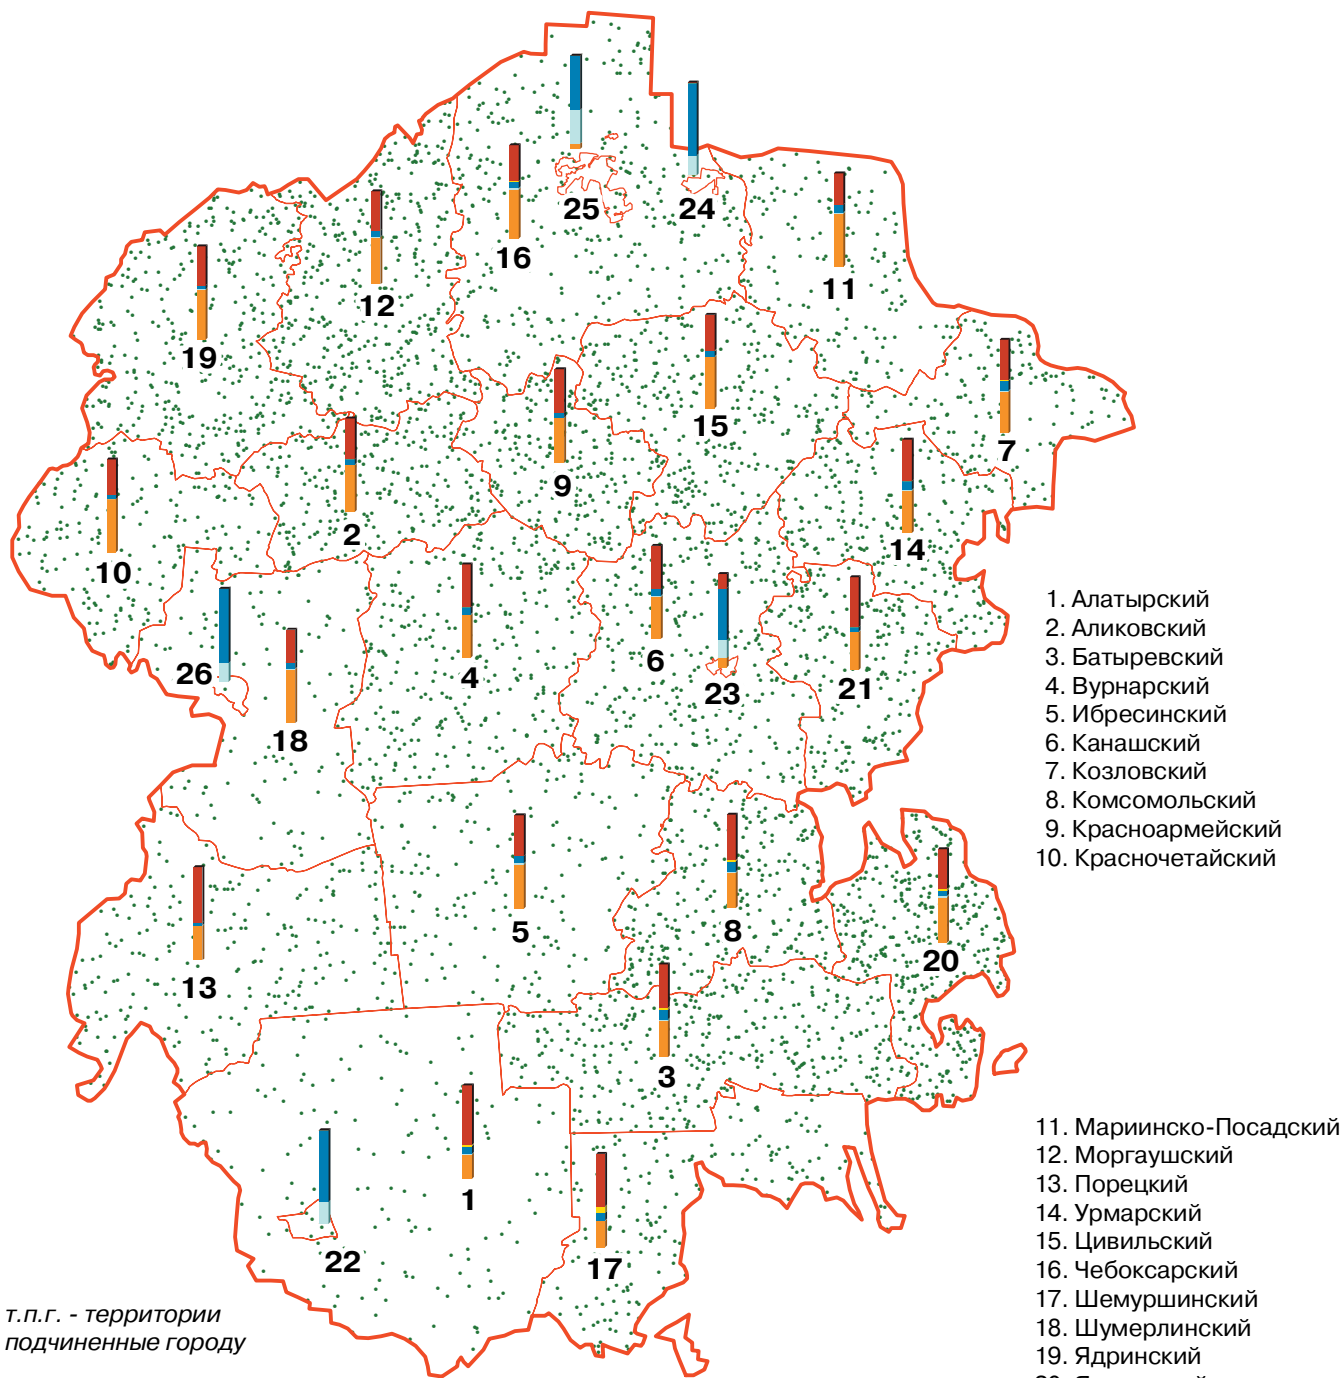 25
24
16
11
12
19
15
7
9
2
14
10
6
4
26
23
21
18
5
8
20
13
3
1
22
17
1. Алатырский
2. Аликовский
3. Батыревский
4. Вурнарский
5. Ибресинский
6. Канашский
7. Козловский
8. Комсомольский
9. Красноармейский
10. Красночетайский
11. Мариинско-Посадский
12. Моргаушский
13. Порецкий
14. Урмарский
15. Цивильский
16. Чебоксарский
17. Шемуршинский
18. Шумерлинский
19. Ядринский
т.п.г. - территории
подчиненные городу